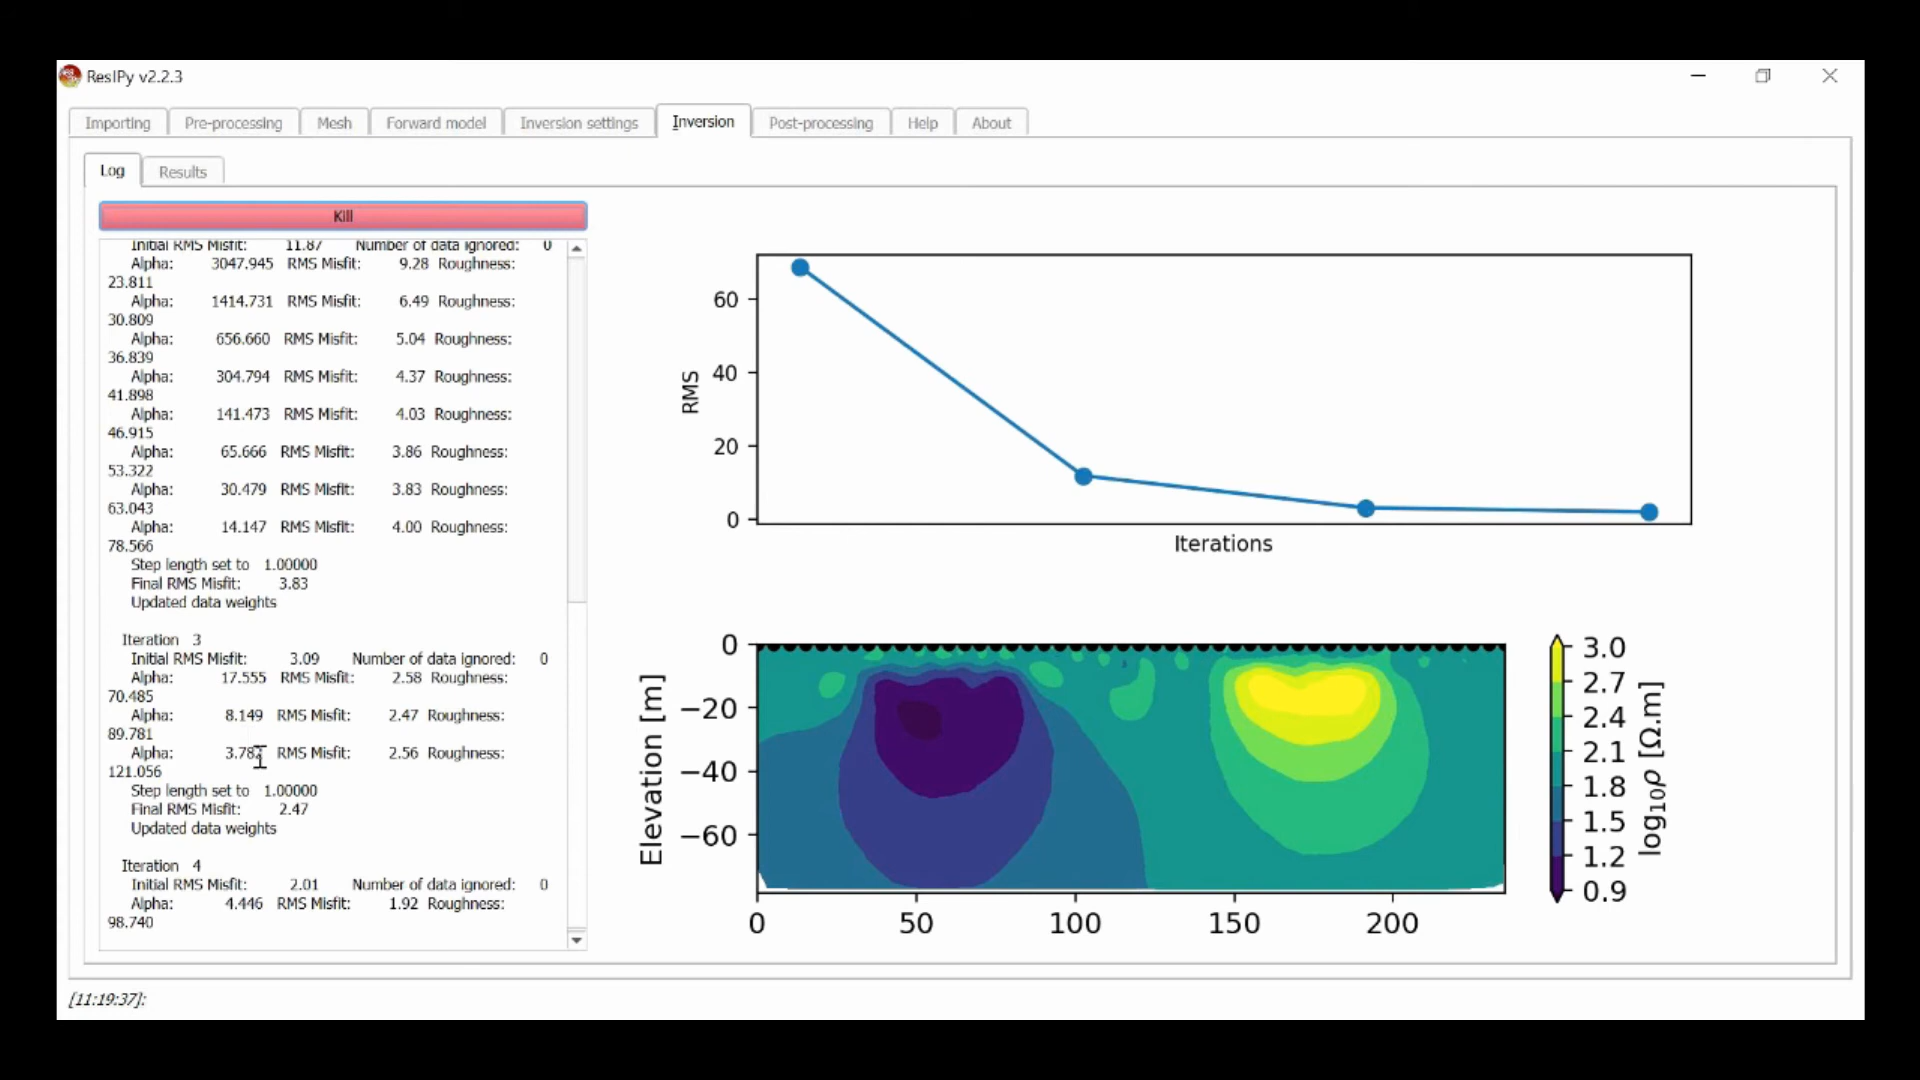 ResIPy v2.2.3
Importing
Pre-processing
Mesh
Forward model
Inversion settings
Inversion
Post-processing
Help
About
Log
Results
Kill
Initial RMS Misfit: 11.87 Number of data ignored: 0
Alpha: 3047.945 RMS Misfit: 9.28 Roughness:
23.811
Alpha: 1414.731 RMS Misfit: 6.49 Roughness:
30.809
Alpha: 656.660 RMS Misfit: 5.04 Roughness:
36.839
Alpha: 304.794 RMS Misfit: 4.37 Roughness:
41.898
Alpha: 141.473 RMS Misfit: 4.03 Roughness:
46.915
Alpha: 65.666 RMS Misfit: 3.86 Roughness:
53.322
Alpha: 30.479 RMS Misfit: 3.83 Roughness:
63.043
Alpha: 14.147 RMS Misfit: 4.00 Roughness:
78.566
Step length set to 1.00000
Final RMS Misfit: 3.83
Updated data weights
Iteration 3
Initial RMS Misfit: 3.09 Number of data ignored: 0
Alpha: 17.555 RMS Misfit: 2.58 Roughness:
70.485
Alpha: 8.149 RMS Misfit: 2.47 Roughness:
89.781
Alpha: RMS Misfit: 2.56 Roughness:
121.056
Step length set to 1.00000
Final RMS Misfit: 2.47
Updated data weights
Iteration 4
Initial RMS Misfit: 2.01 Number of data ignored: 0
Alpha: 4.446 RMS Misfit: 1.92 Roughness:
98.740
60
40
20
0
RMS
Iterations
0
−20
−40
−60
Elevation [m]
0 50 100 150 200
3.0
2.7
2.4
2.1
1.8
1.5
1.2
0.9
log₁₀ρ [Ω.m]
[11:19:37]: